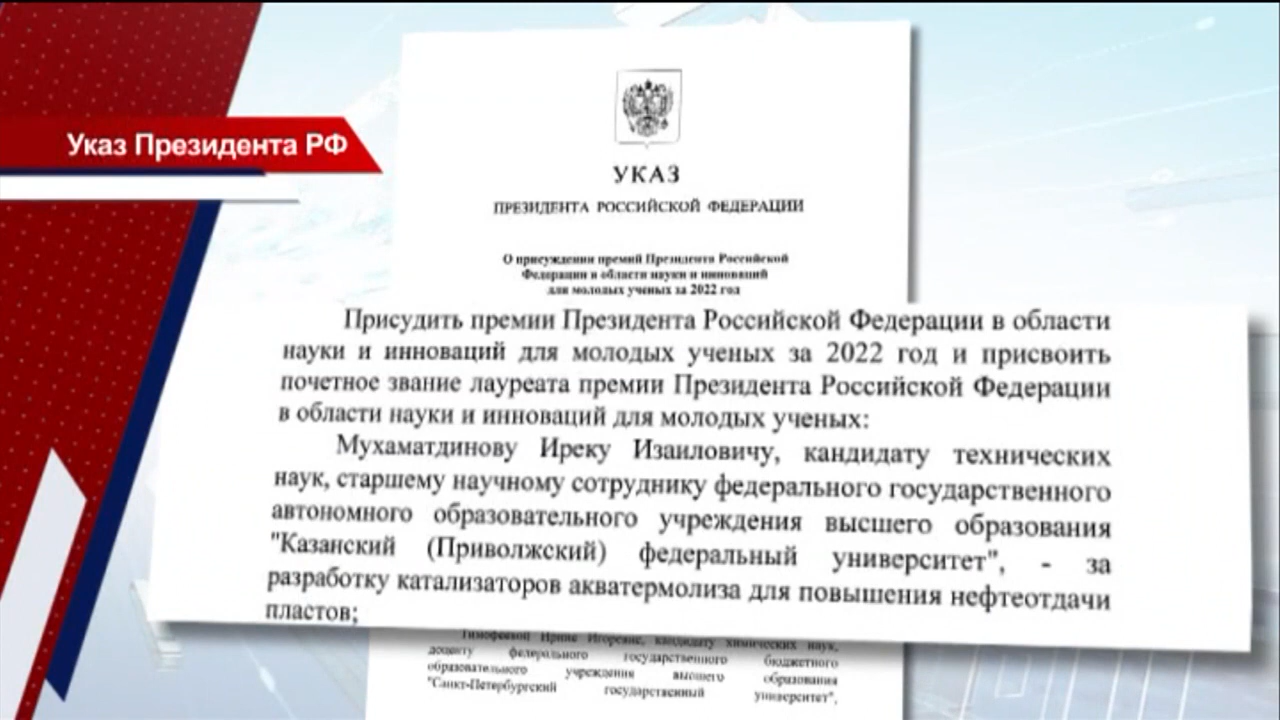 Указ Президента РФ
УКАЗ
ПРЕЗИДЕНТА РОССИЙСКОЙ ФЕДЕРАЦИИ
О присуждении премий Президента Российской
Федерации в области науки и инноваций
для молодых ученых за 2022 год
Присудить премии Президента Российской Федерации в области
науки и инноваций для молодых ученых за 2022 год и присвоить
почетное звание лауреата премии Президента Российской Федерации
в области науки и инноваций для молодых ученых:
Мухаматдинову Иреку Изаиловичу, кандидату технических
наук, старшему научному сотруднику федерального государственного
автономного образовательного учреждения высшего образования
"Казанский (Приволжский) федеральный университет", - за
разработку катализаторов акватермолиза для повышения нефтеотдачи
пластов;
Тимофеевой Ирине Игоревне, кандидату химических наук,
доценту федерального государственного бюджетного
образовательного учреждения высшего образования
"Санкт-Петербургский государственный университет",